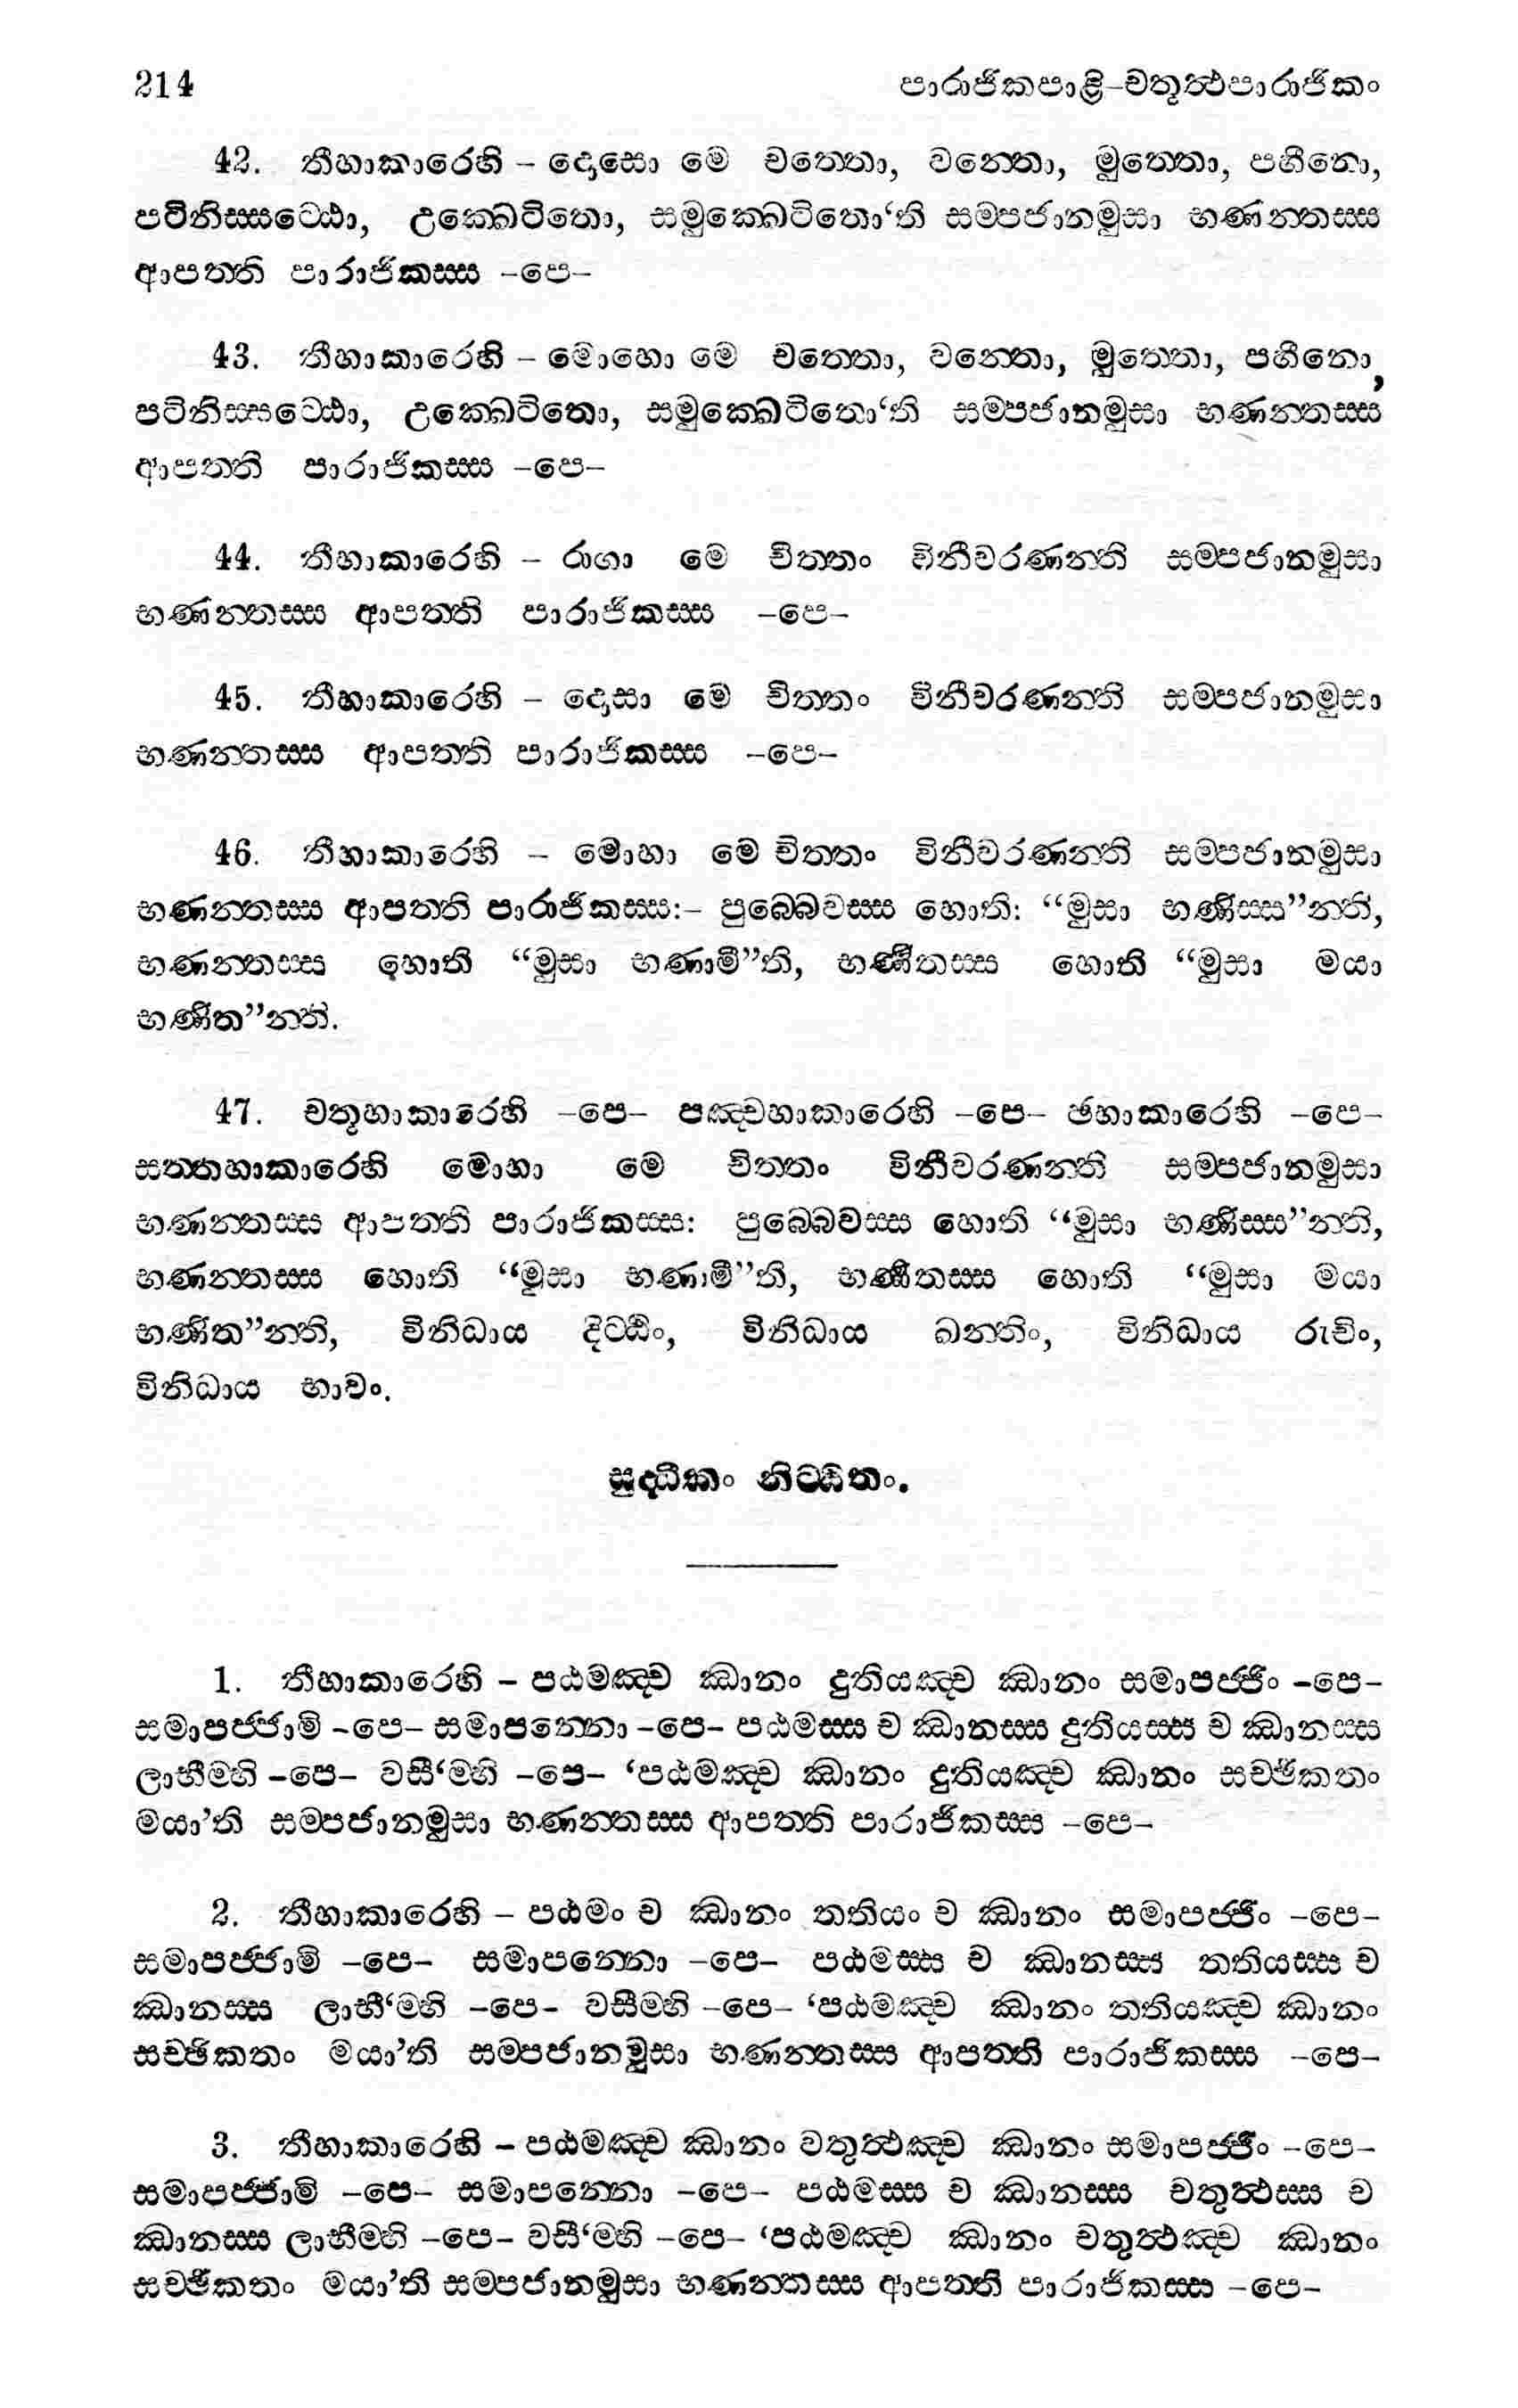 214 පාරාජිකපාළි-චතුත්‍ථපාරාජිකං
42. තීහාකාරෙහි – දොසො මෙ චත්තො, වන්තො, මුත්තො, පහීනො,
පටිනිස්සට්ඨො, උක්ඛෙටිතො, සමුක්ඛෙටිතො‘ති සම්පජානමුසා භණන්තස්ස
ආපත්ති පාරාජිකස්ස –පෙ–
43. තීහාකාරෙහි – මොහො මෙ චත්තො, වන්තො, මුත්තො, පහීනො,
පටිනිස්සට්ඨො, උක්ඛෙටිතො, සමුක්ඛෙටිතො‘ති සම්පජානමුසා භණන්තස්ස
ආපත්ති පාරාජිකස්ස –පෙ–
44. තීහාකාරෙහි – රාගා මෙ චිත්තං විනීවරණන්ති සම්පජානමුසා
භණන්තස්ස ආපත්ති පාරාජිකස්ස –පෙ–
45. තීහාකාරෙහි – දොසා මෙ චිත්තං විනීවරණන්ති සම්පජානමුසා
භණන්තස්ස ආපත්ති පාරාජිකස්ස –පෙ–
46. තීහාකාරෙහි – මොහා මෙ චිත්තං විනීවරණන්ති සම්පජානමුසා
භණන්තස්ස ආපත්ති පාරාජිකස්ස:– පුබ්බෙවස්ස හොති: “මුසා භණිස්ස”න්ති,
භණන්තස්ස හොති “මුසා භණාමී”ති, භණිතස්ස හොති “මුසා මයා
භණිත”න්ති.
47. චතූහාකාරෙහි –පෙ– පඤ්චහාකාරෙහි –පෙ– ඡහාකාරෙහි –පෙ–
සත්තහාකාරෙහි මොහා මෙ චිත්තං විනීවරණන්ති සම්පජානමුසා
භණන්තස්ස ආපත්ති පාරාජිකස්ස: පුබ්බෙවස්ස හොති “මුසා භණිස්ස”න්ති,
භණන්තස්ස හොති “මුසා භණාමී”ති, භණිතස්ස හොති “මුසා මයා
භණිත”න්ති, විනිධාය දිට්ඨිං, විනිධාය ඛන්තිං, විනිධාය රුචිං,
විනිධාය භාවං.
සුද්ධිකං නිට්ඨිතං.
1. තීහාකාරෙහි – පඨමඤ්ච ඣානං දුතියඤ්ච ඣානං සමාපජ්ජිං –පෙ–
සමාපජ්ජාමි –පෙ– සමාපන්නො –පෙ– පඨමස්ස ච ඣානස්ස දුතියස්ස ච ඣානස්ස
ලාභීම්හි –පෙ– වසී‘ම්හි –පෙ– ‘පඨමඤ්ච ඣානං දුතියඤ්ච ඣානං සච්ඡිකතං
මයා’ති සම්පජානමුසා භණන්තස්ස ආපත්ති පාරාජිකස්ස –පෙ–
2. තීහාකාරෙහි – පඨමං ච ඣානං තතියං ච ඣානං සමාපජ්ජිං –පෙ–
සමාපජ්ජාමි –පෙ– සමාපන්නො –පෙ– පඨමස්ස ච ඣානස්ස තතියස්ස ච
ඣානස්ස ලාභී‘ම්හි –පෙ– වසීම්හි –පෙ– ‘පඨමඤ්ච ඣානං තතියඤ්ච ඣානං
සච්ඡිකතං මයා’ති සම්පජානමුසා භණන්තස්ස ආපත්ති පාරාජිකස්ස –පෙ–
3. තීහාකාරෙහි – පඨමඤ්ච ඣානං චතුත්‍ථඤ්ච ඣානං සමාපජ්ජිං –පෙ–
සමාපජ්ජාමි –පෙ– සමාපන්නො –පෙ– පඨමස්ස ච ඣානස්ස චතුත්‍ථස්ස ච
ඣානස්ස ලාභීම්හි –පෙ– වසී‘ම්හි –පෙ– ‘පඨමඤ්ච ඣානං චතුත්‍ථඤ්ච ඣානං
සච්ඡිකතං මයා’ති සම්පජානමුසා භණන්තස්ස ආපත්ති පාරාජිකස්ස –පෙ–